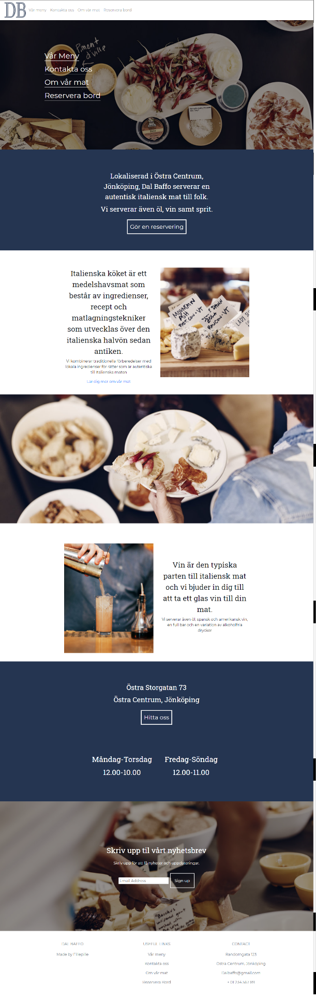 DB
Vår meny Kontakta oss Om vår mat Reservera bord
Piment
d'ville
Vår Meny
Kontakta oss
Om vår mat
Reservera bord
Lokaliserad i Östra Centrum,
Jönköping, Dal Baffo serverar en
autentisk italiensk mat till folk.
Vi serverar även öl, vin samt sprit.
Gör en reservering
Italienska köket är ett
medelshavsmat som
består av ingredienser,
recept och
matlagningstekniker
som utvecklas över den
italienska halvön sedan
antiken.
Vi kombinerar traditionella förberedelser med
lokala ingredienser för rätter som är autentiska
till Italienska maten
Lär dig mer om vår mat
MOUNTAIN
ASH
PAST. COW · VT
DAWN
ZOLA
RAW COW · VT
LADY
Vin är den typiska
parten till italiensk mat
och vi bjuder in dig till
att ta ett glas vin till din
mat.
Vi serverar även öl, spansk och amerikansk vin,
en full bar och en variation av alkoholfria
drycker
Östra Storgatan 73
Östra Centrum, Jönköping
Hitta oss
Måndag-Torsdag
12.00-10.00
Fredag-Söndag
12.00-11.00
Skriv upp til vårt nyhetsbrev
Skriv upp för att få nyheter och uppdateringar.
Email Address
Sign up
"Bacchus"
DAL BAFFO
Made by Fillepille
USEFUL LINKS
Vår meny
Kontakta oss
Om vår mat
Reservera Bord
CONTACT
Randomgata 123
Östra Centrum, Jönköping
Dalbaffo@gmail.com
+ 01 234 567 89